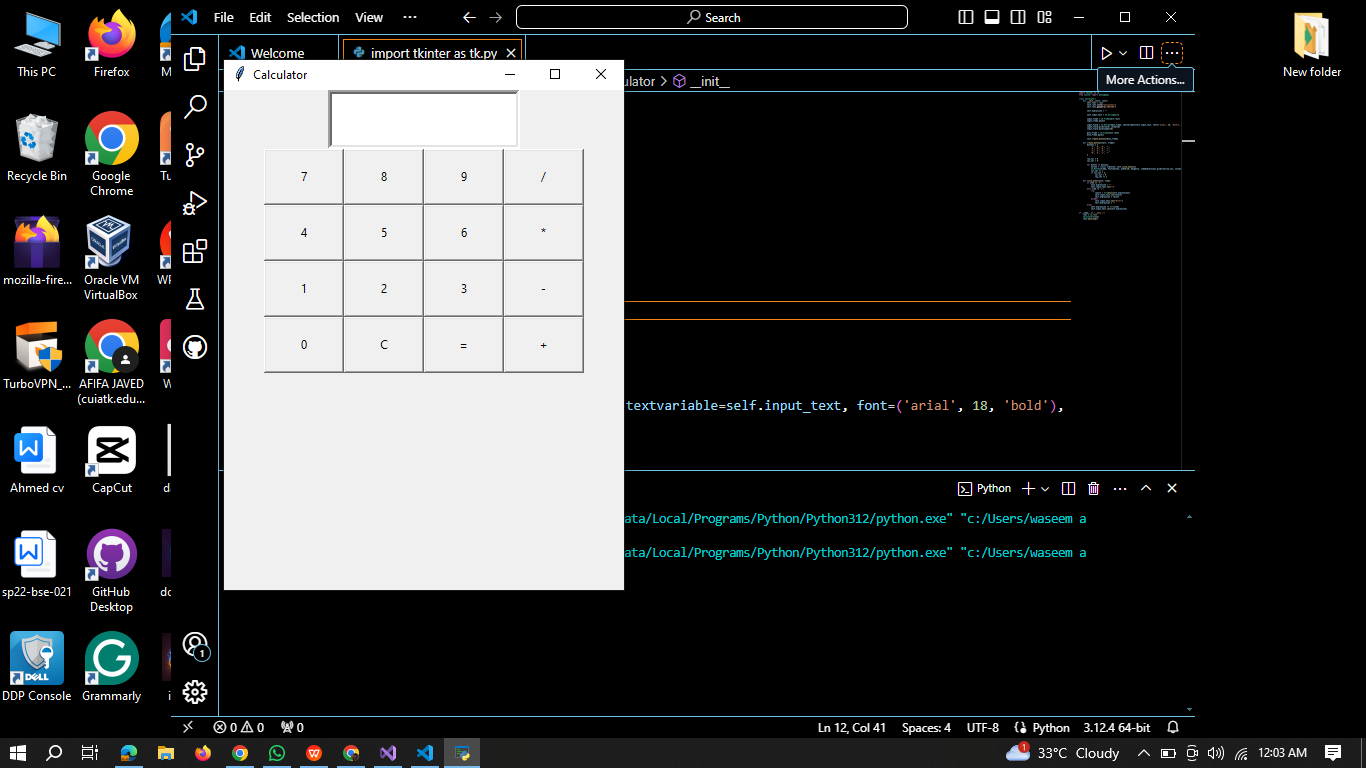 File Edit Selection View ··· Search
This PC
Firefox
M
New folder
Welcome
import tkinter as tk.py
More Actions...
Calculator
ulator > __init__
Recycle Bin
Google
Chrome
Tu
7 8 9 /
4 5 6 *
1 2 3 -
0 C = +
mozilla-fire...
Oracle VM
VirtualBox
WP
TurboVPN_...
AFIFA JAVED
(cuiatk.edu...
W
textvariable=self.input_text, font=('arial', 18, 'bold'),
Ahmed cv
CapCut
da
Python
ata/Local/Programs/Python/Python312/python.exe" "c:/Users/waseem a
ata/Local/Programs/Python/Python312/python.exe" "c:/Users/waseem a
sp22-bse-021
GitHub
Desktop
dc
DELL
DDP Console
Grammarly
i
1
0 0 0
Ln 12, Col 41 Spaces: 4 UTF-8 Python 3.12.4 64-bit
1
33°C Cloudy
12:03 AM